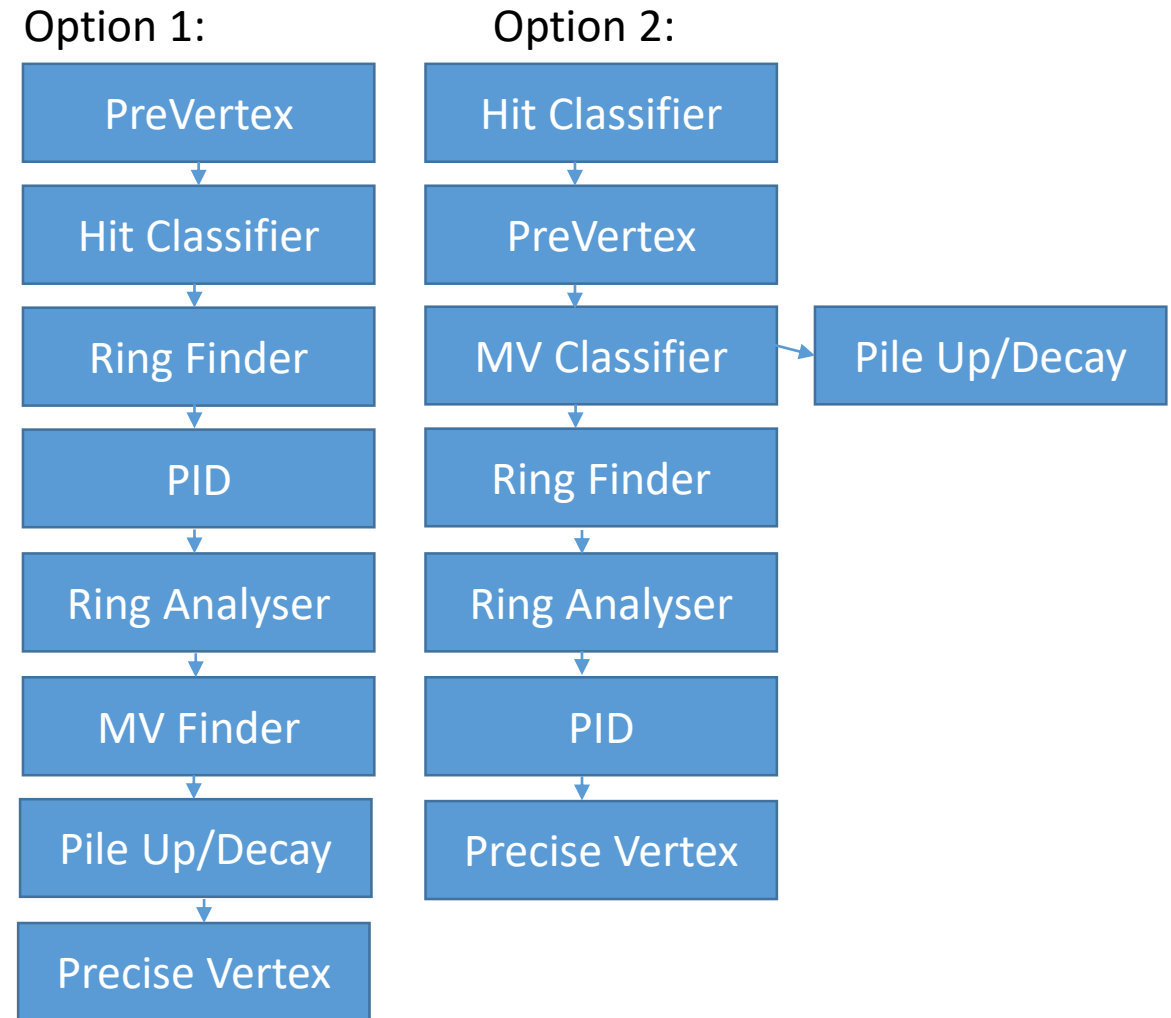 Option 1:
PreVertex
Hit Classifier
Ring Finder
PID
Ring Analyser
MV Finder
Pile Up/Decay
Precise Vertex
Option 2:
Hit Classifier
PreVertex
MV Classifier
Pile Up/Decay
Ring Finder
Ring Analyser
PID
Precise Vertex